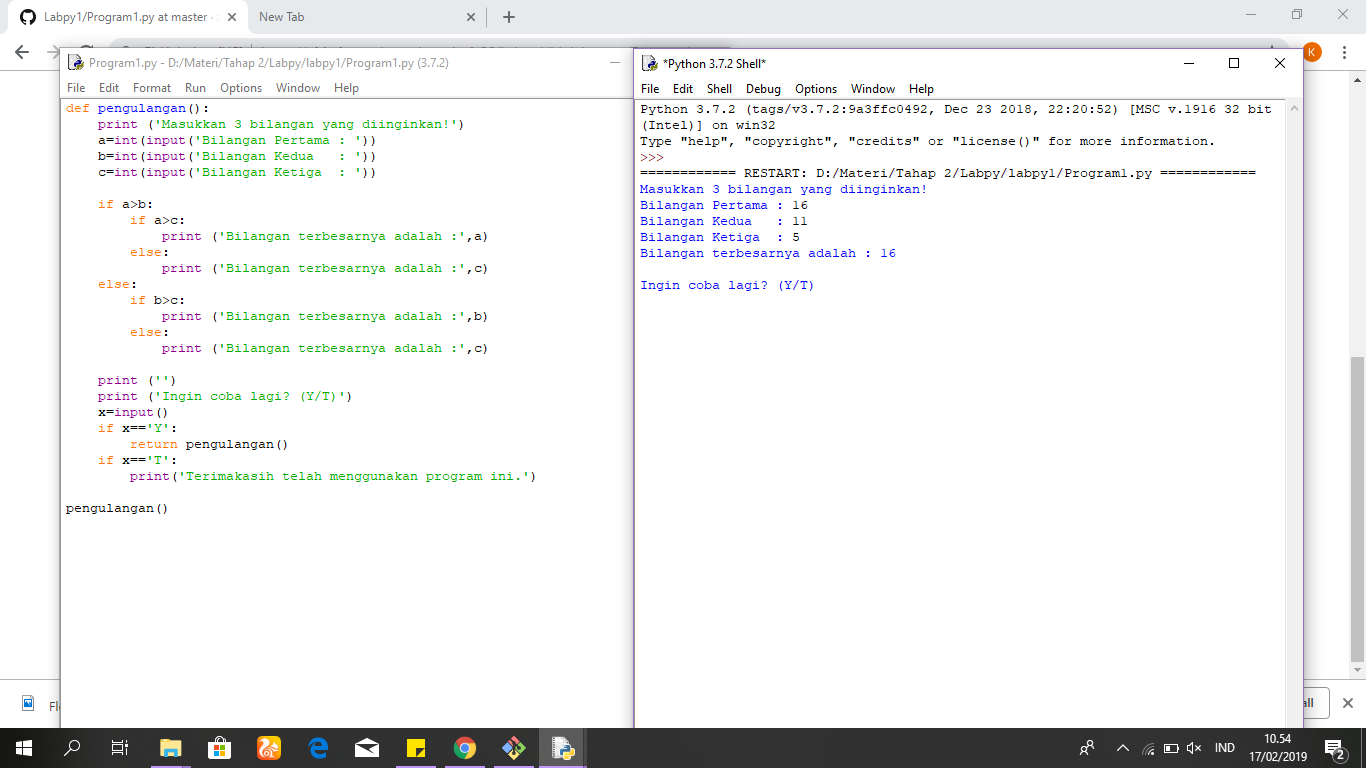 Labpy1/Program1.py at master ·
New Tab
K
Program1.py - D:/Materi/Tahap 2/Labpy/labpy1/Program1.py (3.7.2)
File Edit Format Run Options Window Help
def pengulangan():
    print ('Masukkan 3 bilangan yang diinginkan!')
    a=int(input('Bilangan Pertama : '))
    b=int(input('Bilangan Kedua   : '))
    c=int(input('Bilangan Ketiga  : '))
    if a>b:
        if a>c:
            print ('Bilangan terbesarnya adalah :',a)
        else:
            print ('Bilangan terbesarnya adalah :',c)
    else:
        if b>c:
            print ('Bilangan terbesarnya adalah :',b)
        else:
            print ('Bilangan terbesarnya adalah :',c)
    print ('')
    print ('Ingin coba lagi? (Y/T)')
    x=input()
    if x=='Y':
        return pengulangan()
    if x=='T':
        print('Terimakasih telah menggunakan program ini.')
pengulangan()
*Python 3.7.2 Shell*
File Edit Shell Debug Options Window Help
Python 3.7.2 (tags/v3.7.2:9a3ffc0492, Dec 23 2018, 22:20:52) [MSC v.1916 32 bit
(Intel)] on win32
Type "help", "copyright", "credits" or "license()" for more information.
>>>
============ RESTART: D:/Materi/Tahap 2/Labpy/labpy1/Program1.py ============
Masukkan 3 bilangan yang diinginkan!
Bilangan Pertama : 16
Bilangan Kedua   : 11
Bilangan Ketiga  : 5
Bilangan terbesarnya adalah : 16
Ingin coba lagi? (Y/T)
IND
10.54
17/02/2019
2